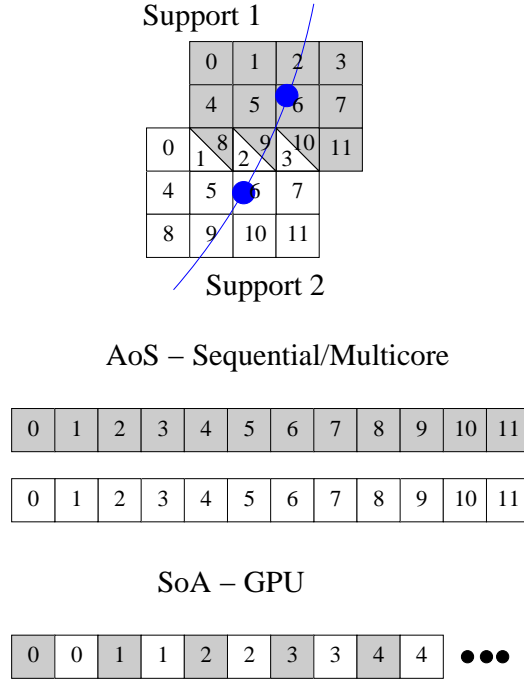 Support 1
0 1 2 3
4 5 6 7
0 1 8 2 9 3 10 11
4 5 6 7
8 9 10 11
Support 2
AoS – Sequential/Multicore
0 1 2 3 4 5 6 7 8 9 10 11
0 1 2 3 4 5 6 7 8 9 10 11
SoA – GPU
0 0 1 1 2 2 3 3 4 4